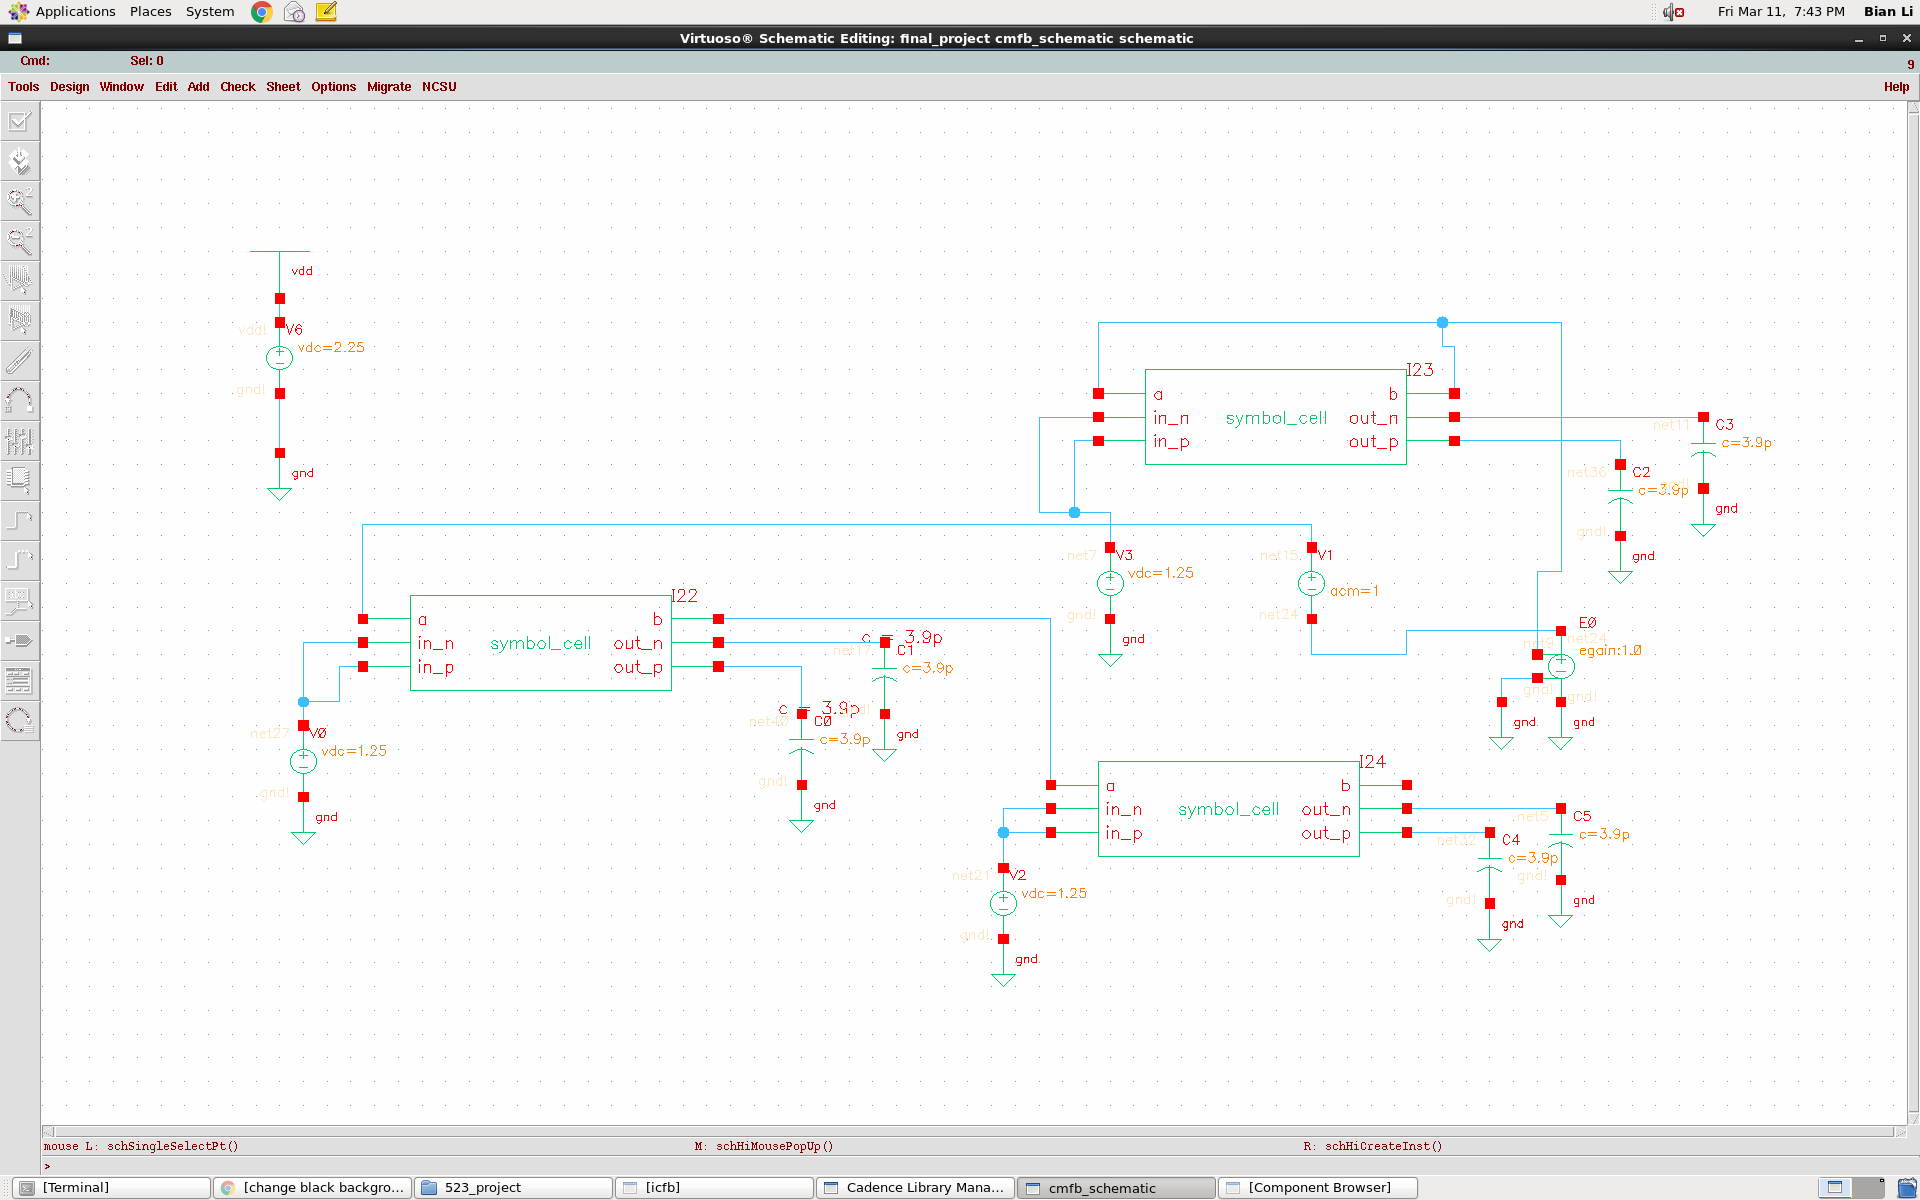 Applications Places System Fri Mar 11, 7:43 PM Bian Li
Virtuoso® Schematic Editing: final_project cmfb_schematic schematic
Cmd: Sel: 0 9
Tools Design Window Edit Add Check Sheet Options Migrate NCSU Help
vdd
vdd! V6
vdc=2.25
gnd!
gnd
I23
a b
in_n symbol_cell out_n
in_p out_p
net11 C3
c=3.9p
gnd
net36 C2
c=3.9p
gnd!
gnd
net7 V3
vdc=1.25
gnd!
gnd
net15 V1
acm=1
net24
I22
a b
in_n symbol_cell out_n
in_p out_p
c = 3.9p
net17 C1
c=3.9p
gnd
c = 3.9p
net40 C0
c=3.9p
gnd!
gnd
net27 V0
vdc=1.25
gnd!
gnd
E0
net24
egain:1.0
gnd! gnd!
gnd gnd
I24
a b
in_n symbol_cell out_n
in_p out_p
net5 C5
c=3.9p
gnd!
gnd
net32 C4
c=3.9p
gnd!
gnd
net21 V2
vdc=1.25
gnd!
gnd
mouse L: schSingleSelectPt() M: schHiMousePopUp() R: schHiCreateInst()
>
[Terminal] [change black backgro... 523_project [icfb] Cadence Library Mana... cmfb_schematic [Component Browser]